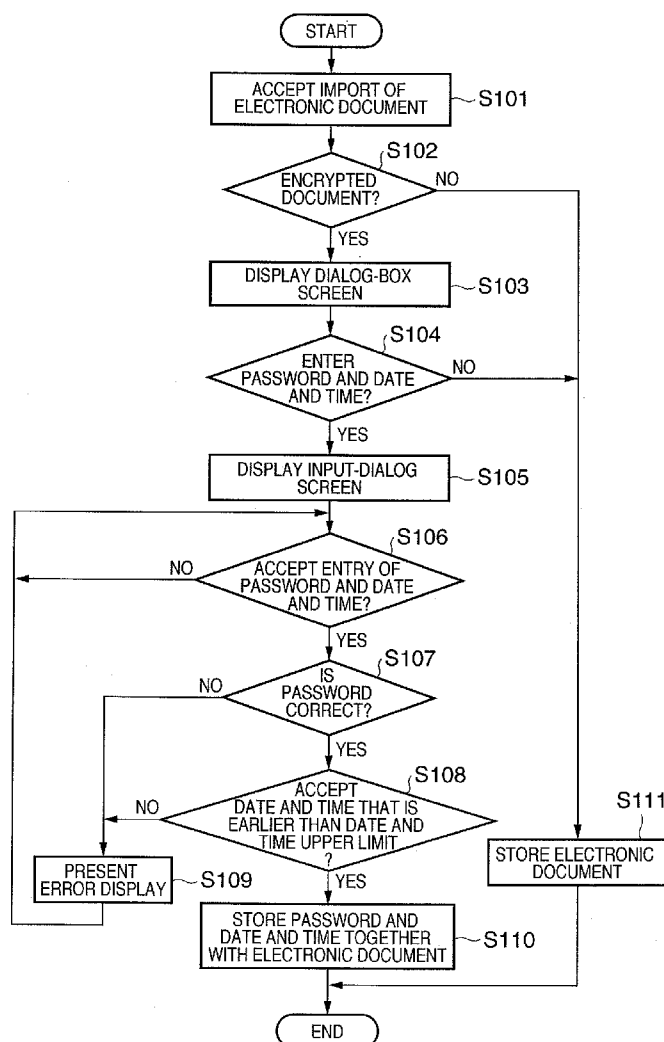 START
ACCEPT IMPORT OF
ELECTRONIC DOCUMENT
S101
S102
ENCRYPTED
DOCUMENT?
NO
YES
DISPLAY DIALOG-BOX
SCREEN
S103
S104
ENTER
PASSWORD AND DATE
AND TIME?
NO
YES
DISPLAY INPUT-DIALOG
SCREEN
S105
S106
NO
ACCEPT ENTRY OF
PASSWORD AND DATE
AND TIME?
YES
S107
NO
IS
PASSWORD
CORRECT?
YES
S108
NO
ACCEPT
DATE AND TIME THAT IS
EARLIER THAN DATE AND
TIME UPPER LIMIT
?
YES
S111
STORE ELECTRONIC
DOCUMENT
PRESENT
ERROR DISPLAY
S109
STORE PASSWORD AND
DATE AND TIME TOGETHER
WITH ELECTRONIC DOCUMENT
S110
END